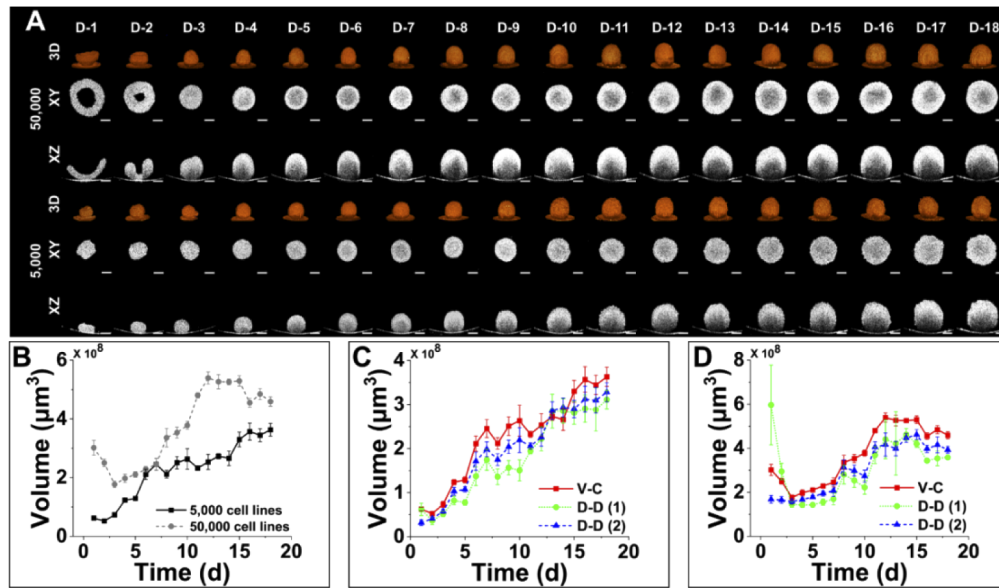 A
D-1 D-2 D-3 D-4 D-5 D-6 D-7 D-8 D-9 D-10 D-11 D-12 D-13 D-14 D-15 D-16 D-17 D-18
3D
50,000
XY
XZ
3D
5,000
XY
XZ
B
6 x 10⁸
4
2
0
Volume (μm³)
5,000 cell lines
50,000 cell lines
0 5 10 15 20
Time (d)
C
4 x 10⁸
3
2
1
0
Volume (μm³)
V-C
D-D (1)
D-D (2)
0 5 10 15 20
Time (d)
D
8 x 10⁸
6
4
2
0
Volume (μm³)
V-C
D-D (1)
D-D (2)
0 5 10 15 20
Time (d)